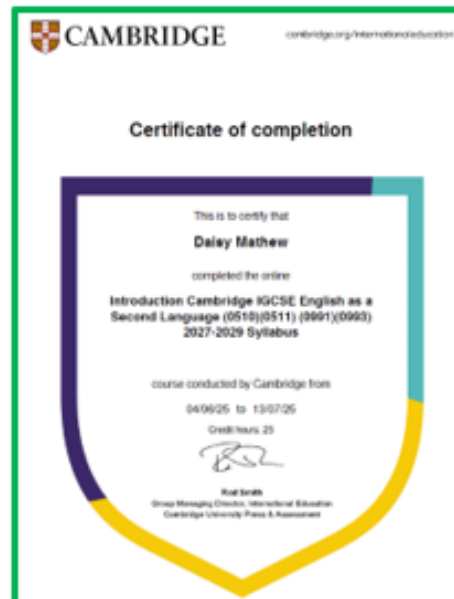 CAMBRIDGE
cambridge.org/internationaleducation
Certificate of completion
This is to certify that
Daisy Mathew
completed the online
Introduction Cambridge IGCSE English as a
Second Language (0510)(0511) (0991)(0993)
2027-2029 Syllabus
course conducted by Cambridge from
04/06/25 to 13/07/25
Credit hours: 25
Rod Smith
Group Managing Director, International Education
Cambridge University Press & Assessment